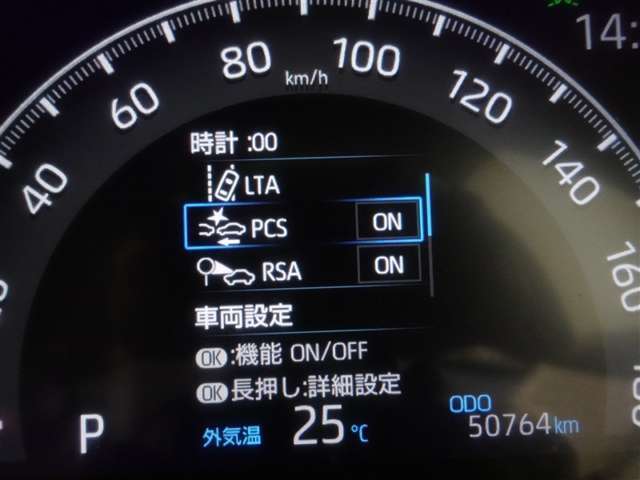 14:
80
100
km/h
60
120
40
140
160
時計 :00
LTA
PCS ON
RSA ON
車両設定
OK:機能 ON/OFF
OK長押し:詳細設定
P
外気温 25℃
ODO
50764km